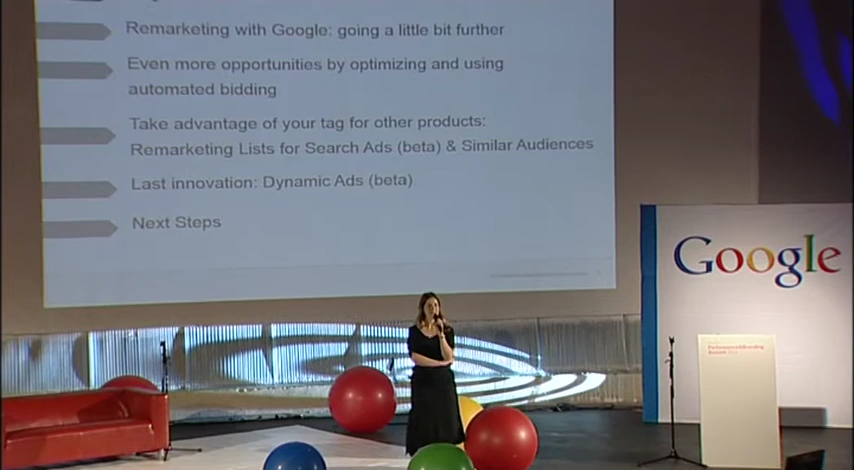 Remarketing with Google: going a little bit further
Even more opportunities by optimizing and using
automated bidding
Take advantage of your tag for other products:
Remarketing Lists for Search Ads (beta) & Similar Audiences
Last innovation: Dynamic Ads (beta)
Next Steps
Google
Performance&Branding